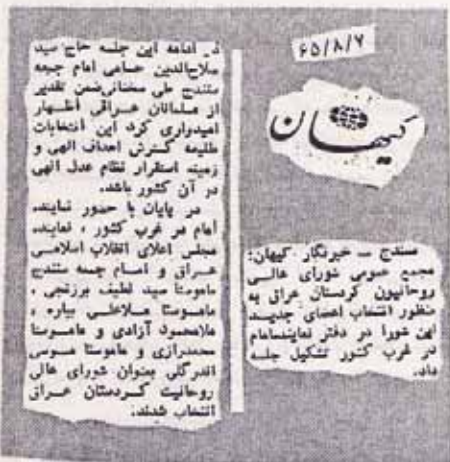 ۶۵/۸/۷
کیهان
سنندج ـ خبرنگار کیهان:
مجمع عمومی شورای عالی
روحانیون کردستان عراق به
منظور انتخاب اعضای جدید
این شورا در دفتر نماینده‌امام
در غرب کشور تشکیل جلسه
داد.
در ادامه این جلسه حاج سید
صلاح‌الدین حسامی امام جمعه
سنندج طی سخنانی ضمن تقدیر
از مسلمانان عراقی اظهار
امیدواری کرد این انتخابات
طلیعه گسترش اهداف الهی و
زمینه استقرار نظام عدل الهی
در آن کشور باشد.
در پایان با حضور نماینده
امام در غرب کشور ، نماینده
مجلس اعلای انقلاب اسلامی
عراق و امام جمعه سنندج
ماموستا سید لطیف برزنجی ،
ماموستا ملاعلی بیاره ،
ملامحمود آزادی و ماموستا
محمدرازی و ماموستا موسی
اندرگلی بعنوان شورای عالی
روحانیت کردستان عراق
انتخاب شدند.